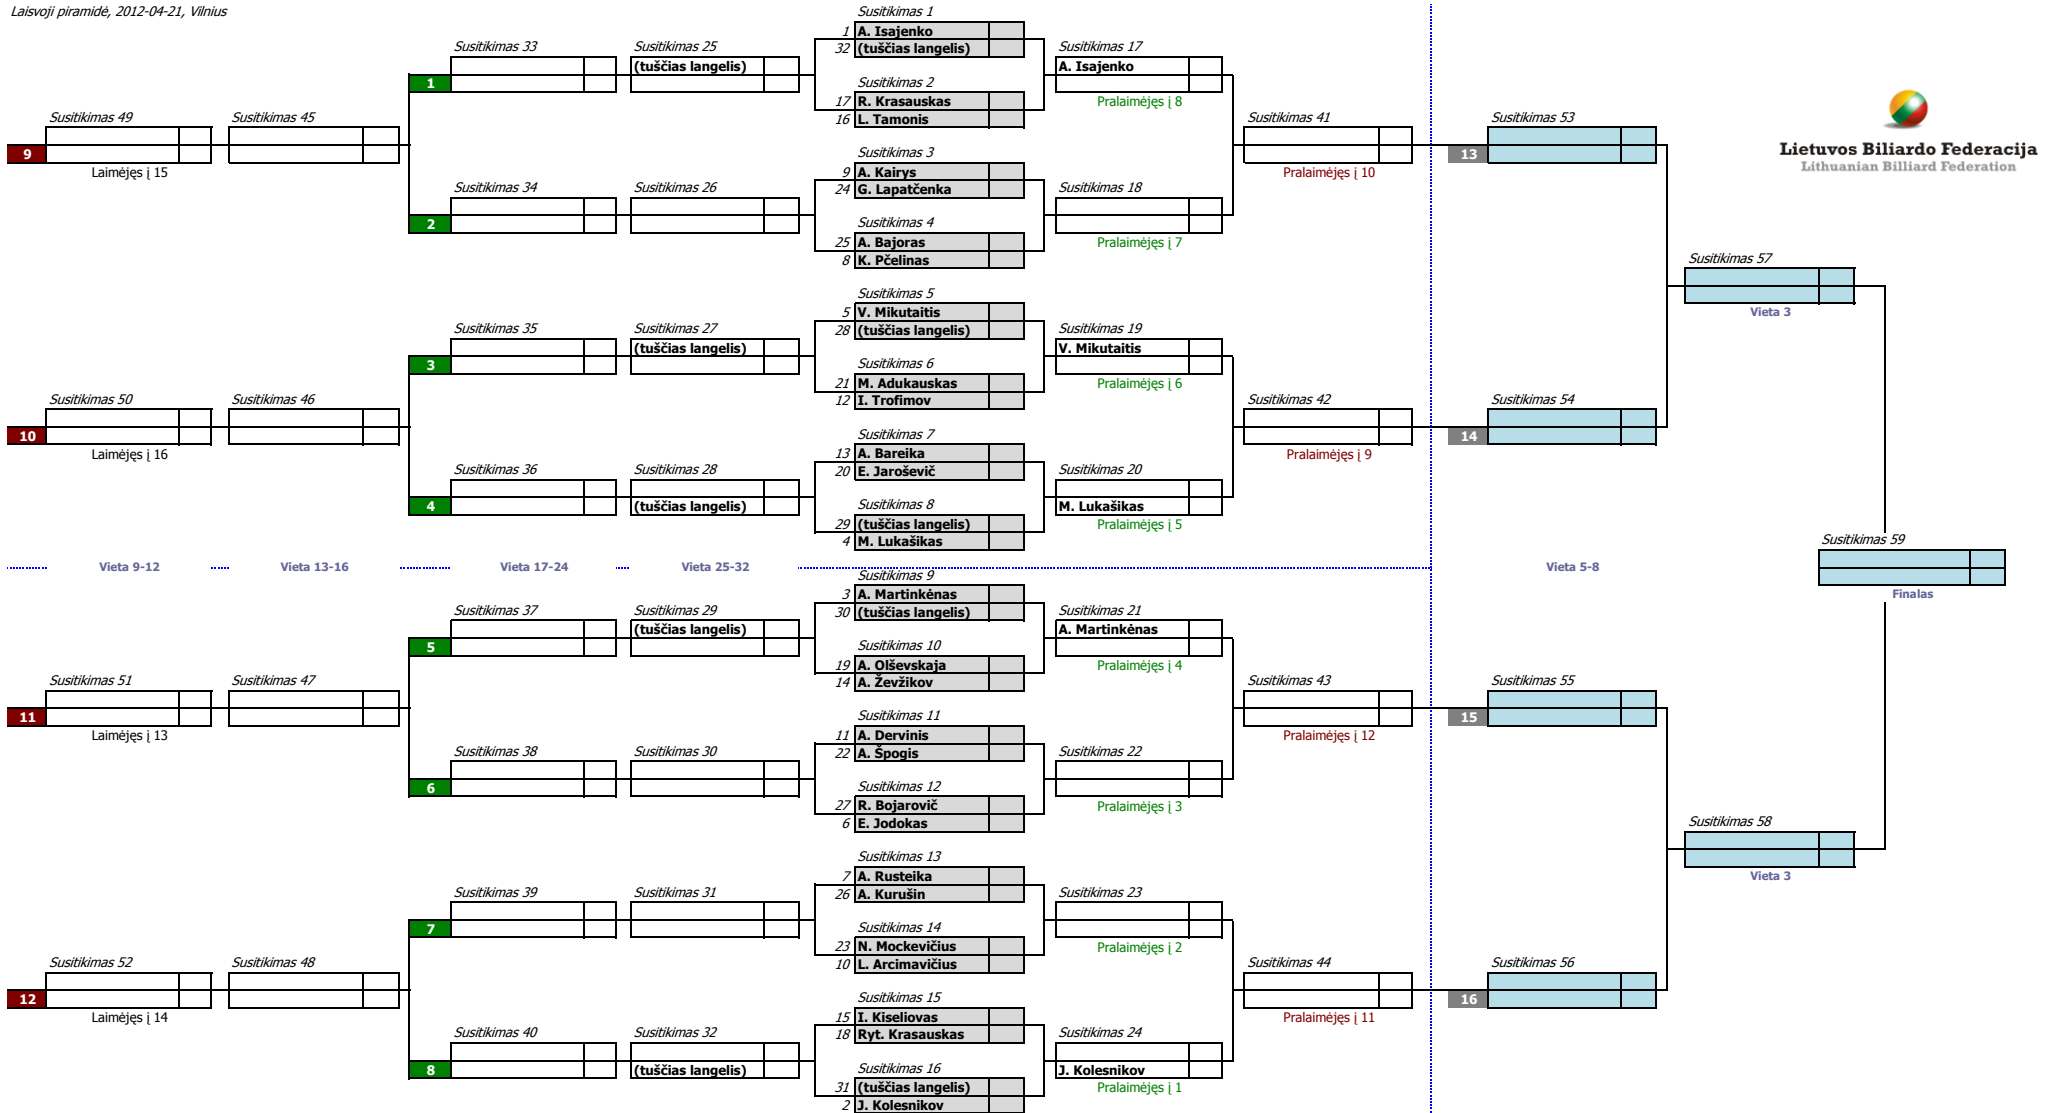 Laisvoji piramidė, 2012-04-21, Vilnius
Susitikimas 49
9
Laimėjęs į 15
Susitikimas 50
10
Laimėjęs į 16
Vieta 9-12
Susitikimas 51
11
Laimėjęs į 13
Susitikimas 52
12
Laimėjęs į 14
Susitikimas 45
Susitikimas 46
Vieta 13-16
Susitikimas 47
Susitikimas 48
Susitikimas 33
1
Susitikimas 34
2
Susitikimas 35
3
Susitikimas 36
4
Vieta 17-24
Susitikimas 37
5
Susitikimas 38
6
Susitikimas 39
7
Susitikimas 40
8
Susitikimas 25
(tuščias langelis)
Susitikimas 26
Susitikimas 27
(tuščias langelis)
Susitikimas 28
(tuščias langelis)
Vieta 25-32
Susitikimas 29
(tuščias langelis)
Susitikimas 30
Susitikimas 31
Susitikimas 32
(tuščias langelis)
Susitikimas 1
1 A. Isajenko
32 (tuščias langelis)
Susitikimas 2
17 R. Krasauskas
16 L. Tamonis
Susitikimas 3
9 A. Kairys
24 G. Lapatčenka
Susitikimas 4
25 A. Bajoras
8 K. Pčelinas
Susitikimas 5
5 V. Mikutaitis
28 (tuščias langelis)
Susitikimas 6
21 M. Adukauskas
12 I. Trofimov
Susitikimas 7
13 A. Bareika
20 E. Jaroševič
Susitikimas 8
29 (tuščias langelis)
4 M. Lukašikas
Susitikimas 9
3 A. Martinkėnas
30 (tuščias langelis)
Susitikimas 10
19 A. Olševskaja
14 A. Ževžikov
Susitikimas 11
11 A. Dervinis
22 A. Špogis
Susitikimas 12
27 R. Bojarovič
6 E. Jodokas
Susitikimas 13
7 A. Rusteika
26 A. Kurušin
Susitikimas 14
23 N. Mockevičius
10 L. Arcimavičius
Susitikimas 15
15 I. Kiseliovas
18 Ryt. Krasauskas
Susitikimas 16
31 (tuščias langelis)
2 J. Kolesnikov
Susitikimas 17
A. Isajenko
Pralaimėjęs į 8
Susitikimas 18
Pralaimėjęs į 7
Susitikimas 19
V. Mikutaitis
Pralaimėjęs į 6
Susitikimas 20
M. Lukašikas
Pralaimėjęs į 5
Susitikimas 21
A. Martinkėnas
Pralaimėjęs į 4
Susitikimas 22
Pralaimėjęs į 3
Susitikimas 23
Pralaimėjęs į 2
Susitikimas 24
J. Kolesnikov
Pralaimėjęs į 1
Susitikimas 41
Pralaimėjęs į 10
Susitikimas 42
Pralaimėjęs į 9
Susitikimas 43
Pralaimėjęs į 12
Susitikimas 44
Pralaimėjęs į 11
Susitikimas 53
13
Susitikimas 54
14
Vieta 5-8
Susitikimas 55
15
Susitikimas 56
16
Susitikimas 57
Vieta 3
Susitikimas 58
Vieta 3
Susitikimas 59
Finalas
Lietuvos Biliardo Federacija
Lithuanian Billiard Federation